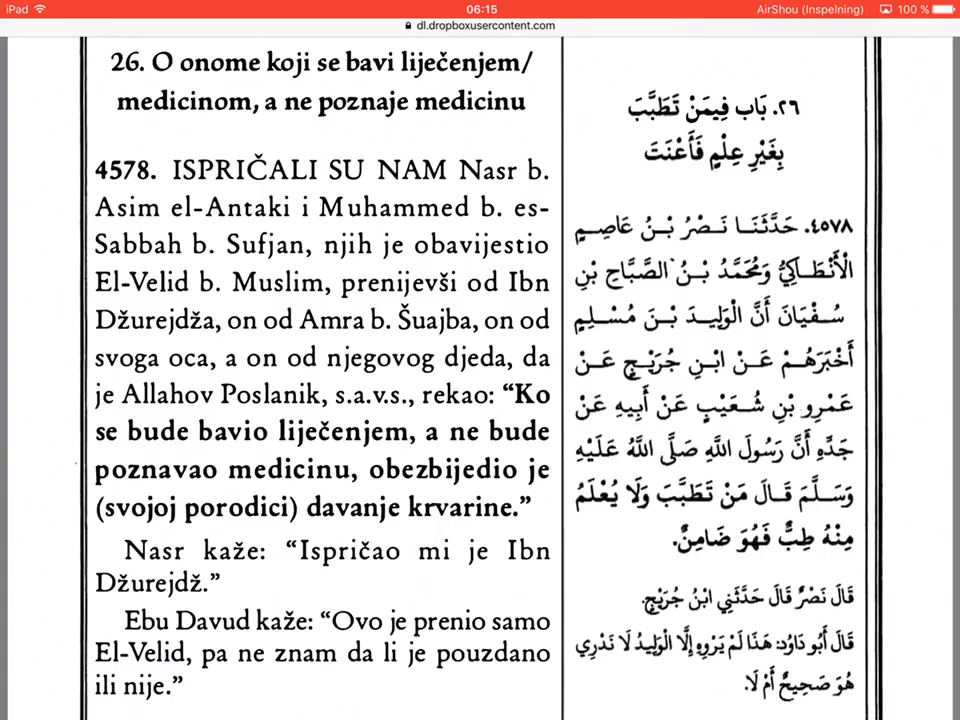 iPad
06:15
AirShou (Inspelning)
100 %
dl.dropboxusercontent.com
26. O onome koji se bavi liječenjem/
medicinom, a ne poznaje medicinu
4578. ISPRIČALI SU NAM Nasr b.
Asim el-Antaki i Muhammed b. es-
Sabbah b. Sufjan, njih je obavijestio
El-Velid b. Muslim, prenijevši od Ibn
Džurejdža, on od Amra b. Šuajba, on od
svoga oca, a on od njegovog djeda, da
je Allahov Poslanik, s.a.v.s., rekao: “Ko
se bude bavio liječenjem, a ne bude
poznavao medicinu, obezbijedio je
(svojoj porodici) davanje krvarine.”
Nasr kaže: “Ispričao mi je Ibn
Džurejdž.”
Ebu Davud kaže: “Ovo je prenio samo
El-Velid, pa ne znam da li je pouzdano
ili nije.”
٢٦. بَاب فِيمَنْ تَطَبَّبَ
بِغَيْرِ عِلْمٍ فَأَعْنَتَ
٤٥٧٨. حَدَّثَنَا نَصْرُ بْنُ عَاصِمٍ
الْأَنْطَاكِيُّ وَمُحَمَّدُ بْنُ الصَّبَّاحِ بْنِ
سُفْيَانَ أَنَّ الْوَلِيدَ بْنَ مُسْلِمٍ
أَخْبَرَهُمْ عَنْ ابْنِ جُرَيْجٍ عَنْ
عَمْرِو بْنِ شُعَيْبٍ عَنْ أَبِيهِ عَنْ
جَدِّهِ أَنَّ رَسُولَ اللَّهِ صَلَّى اللَّهُ عَلَيْهِ
وَسَلَّمَ قَالَ مَنْ تَطَبَّبَ وَلَا يُعْلَمُ
مِنْهُ طِبٌّ فَهُوَ ضَامِنٌ.
قَالَ نَصْرٌ قَالَ حَدَّثَنِي ابْنُ جُرَيْجٍ.
قَالَ أَبُو دَاوُد: هَذَا لَمْ يَرْوِهِ إِلَّا الْوَلِيدُ لَا نَدْرِي
هُوَ صَحِيحٌ أَمْ لَا.